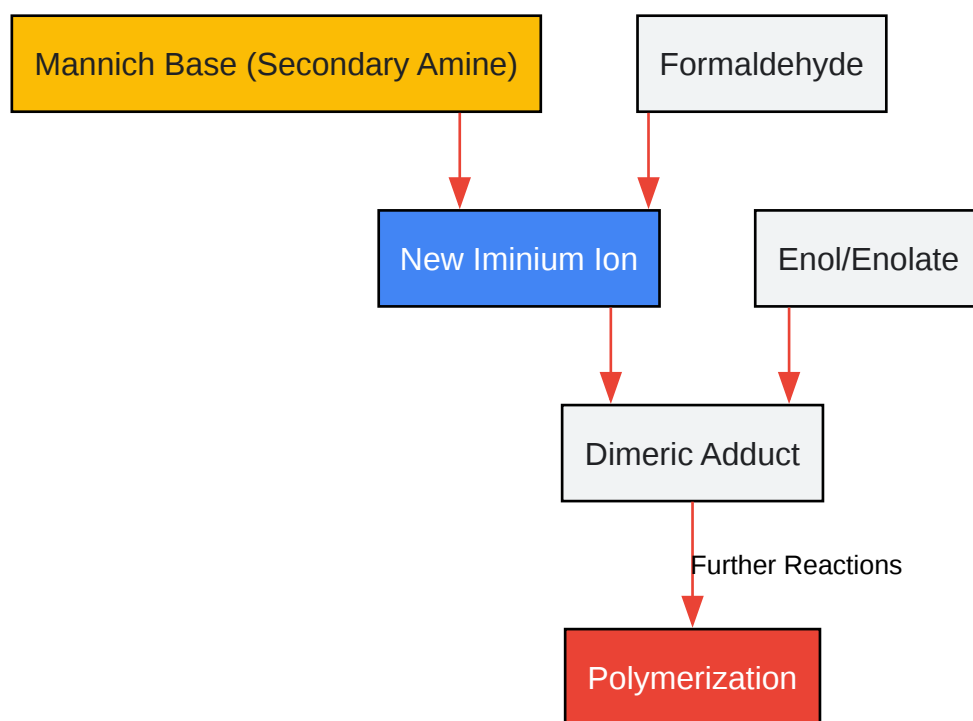 Mannich Base (Secondary Amine)
Formaldehyde
New Iminium Ion
Enol/Enolate
Dimeric Adduct
Further Reactions
Polymerization